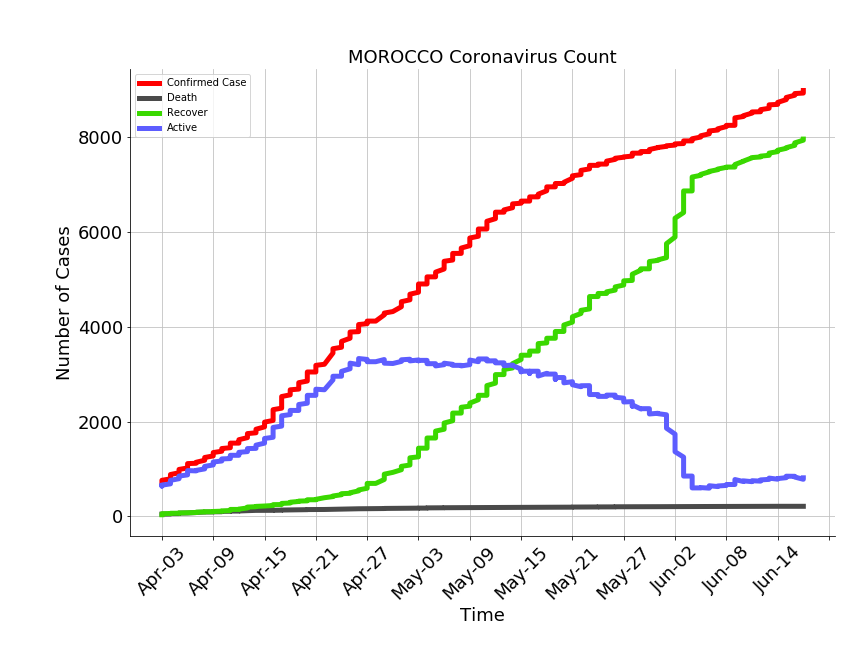 MOROCCO Coronavirus Count
Confirmed Case
Death
Recover
Active
8000
6000
4000
2000
0
Number of Cases
Apr-03
Apr-09
Apr-15
Apr-21
Apr-27
May-03
May-09
May-15
May-21
May-27
Jun-02
Jun-08
Jun-14
Time